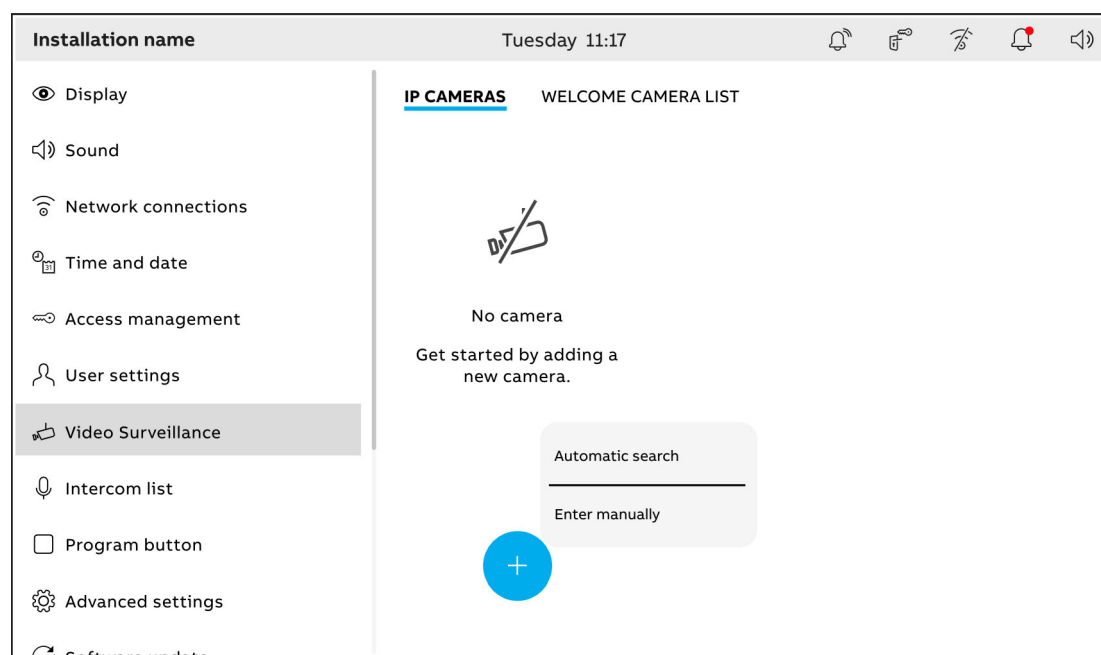 Installation name
Tuesday 11:17
Display
Sound
Network connections
Time and date
Access management
User settings
Video Surveillance
Intercom list
Program button
Advanced settings
Software update
IP CAMERAS
WELCOME CAMERA LIST
No camera
Get started by adding a
new camera.
Automatic search
Enter manually